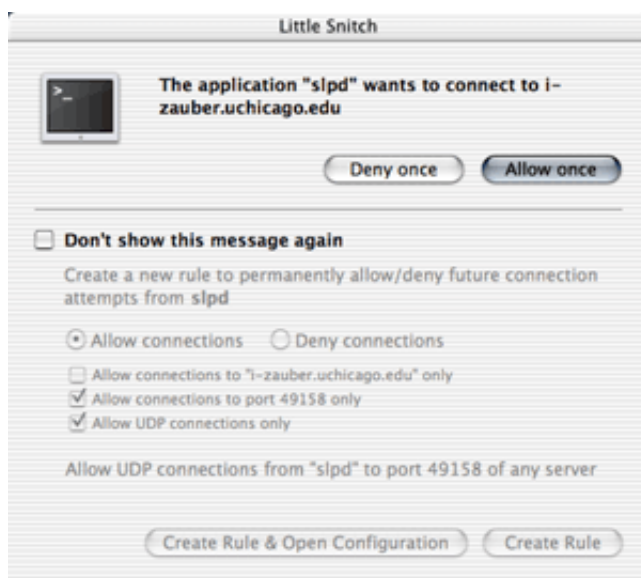 Little Snitch
>_
The application "slpd" wants to connect to i-
zauber.uchicago.edu
Deny once
Allow once
Don't show this message again
Create a new rule to permanently allow/deny future connection
attempts from slpd
Allow connections
Deny connections
Allow connections to "i-zauber.uchicago.edu" only
Allow connections to port 49158 only
Allow UDP connections only
Allow UDP connections from "slpd" to port 49158 of any server
Create Rule & Open Configuration
Create Rule